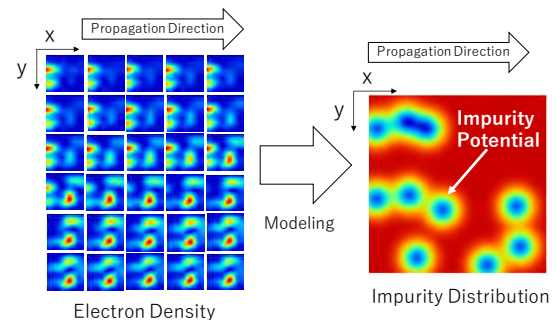 Propagation Direction
x
y
Propagation Direction
x
y
Impurity
Potential
Modeling
Electron Density
Impurity Distribution